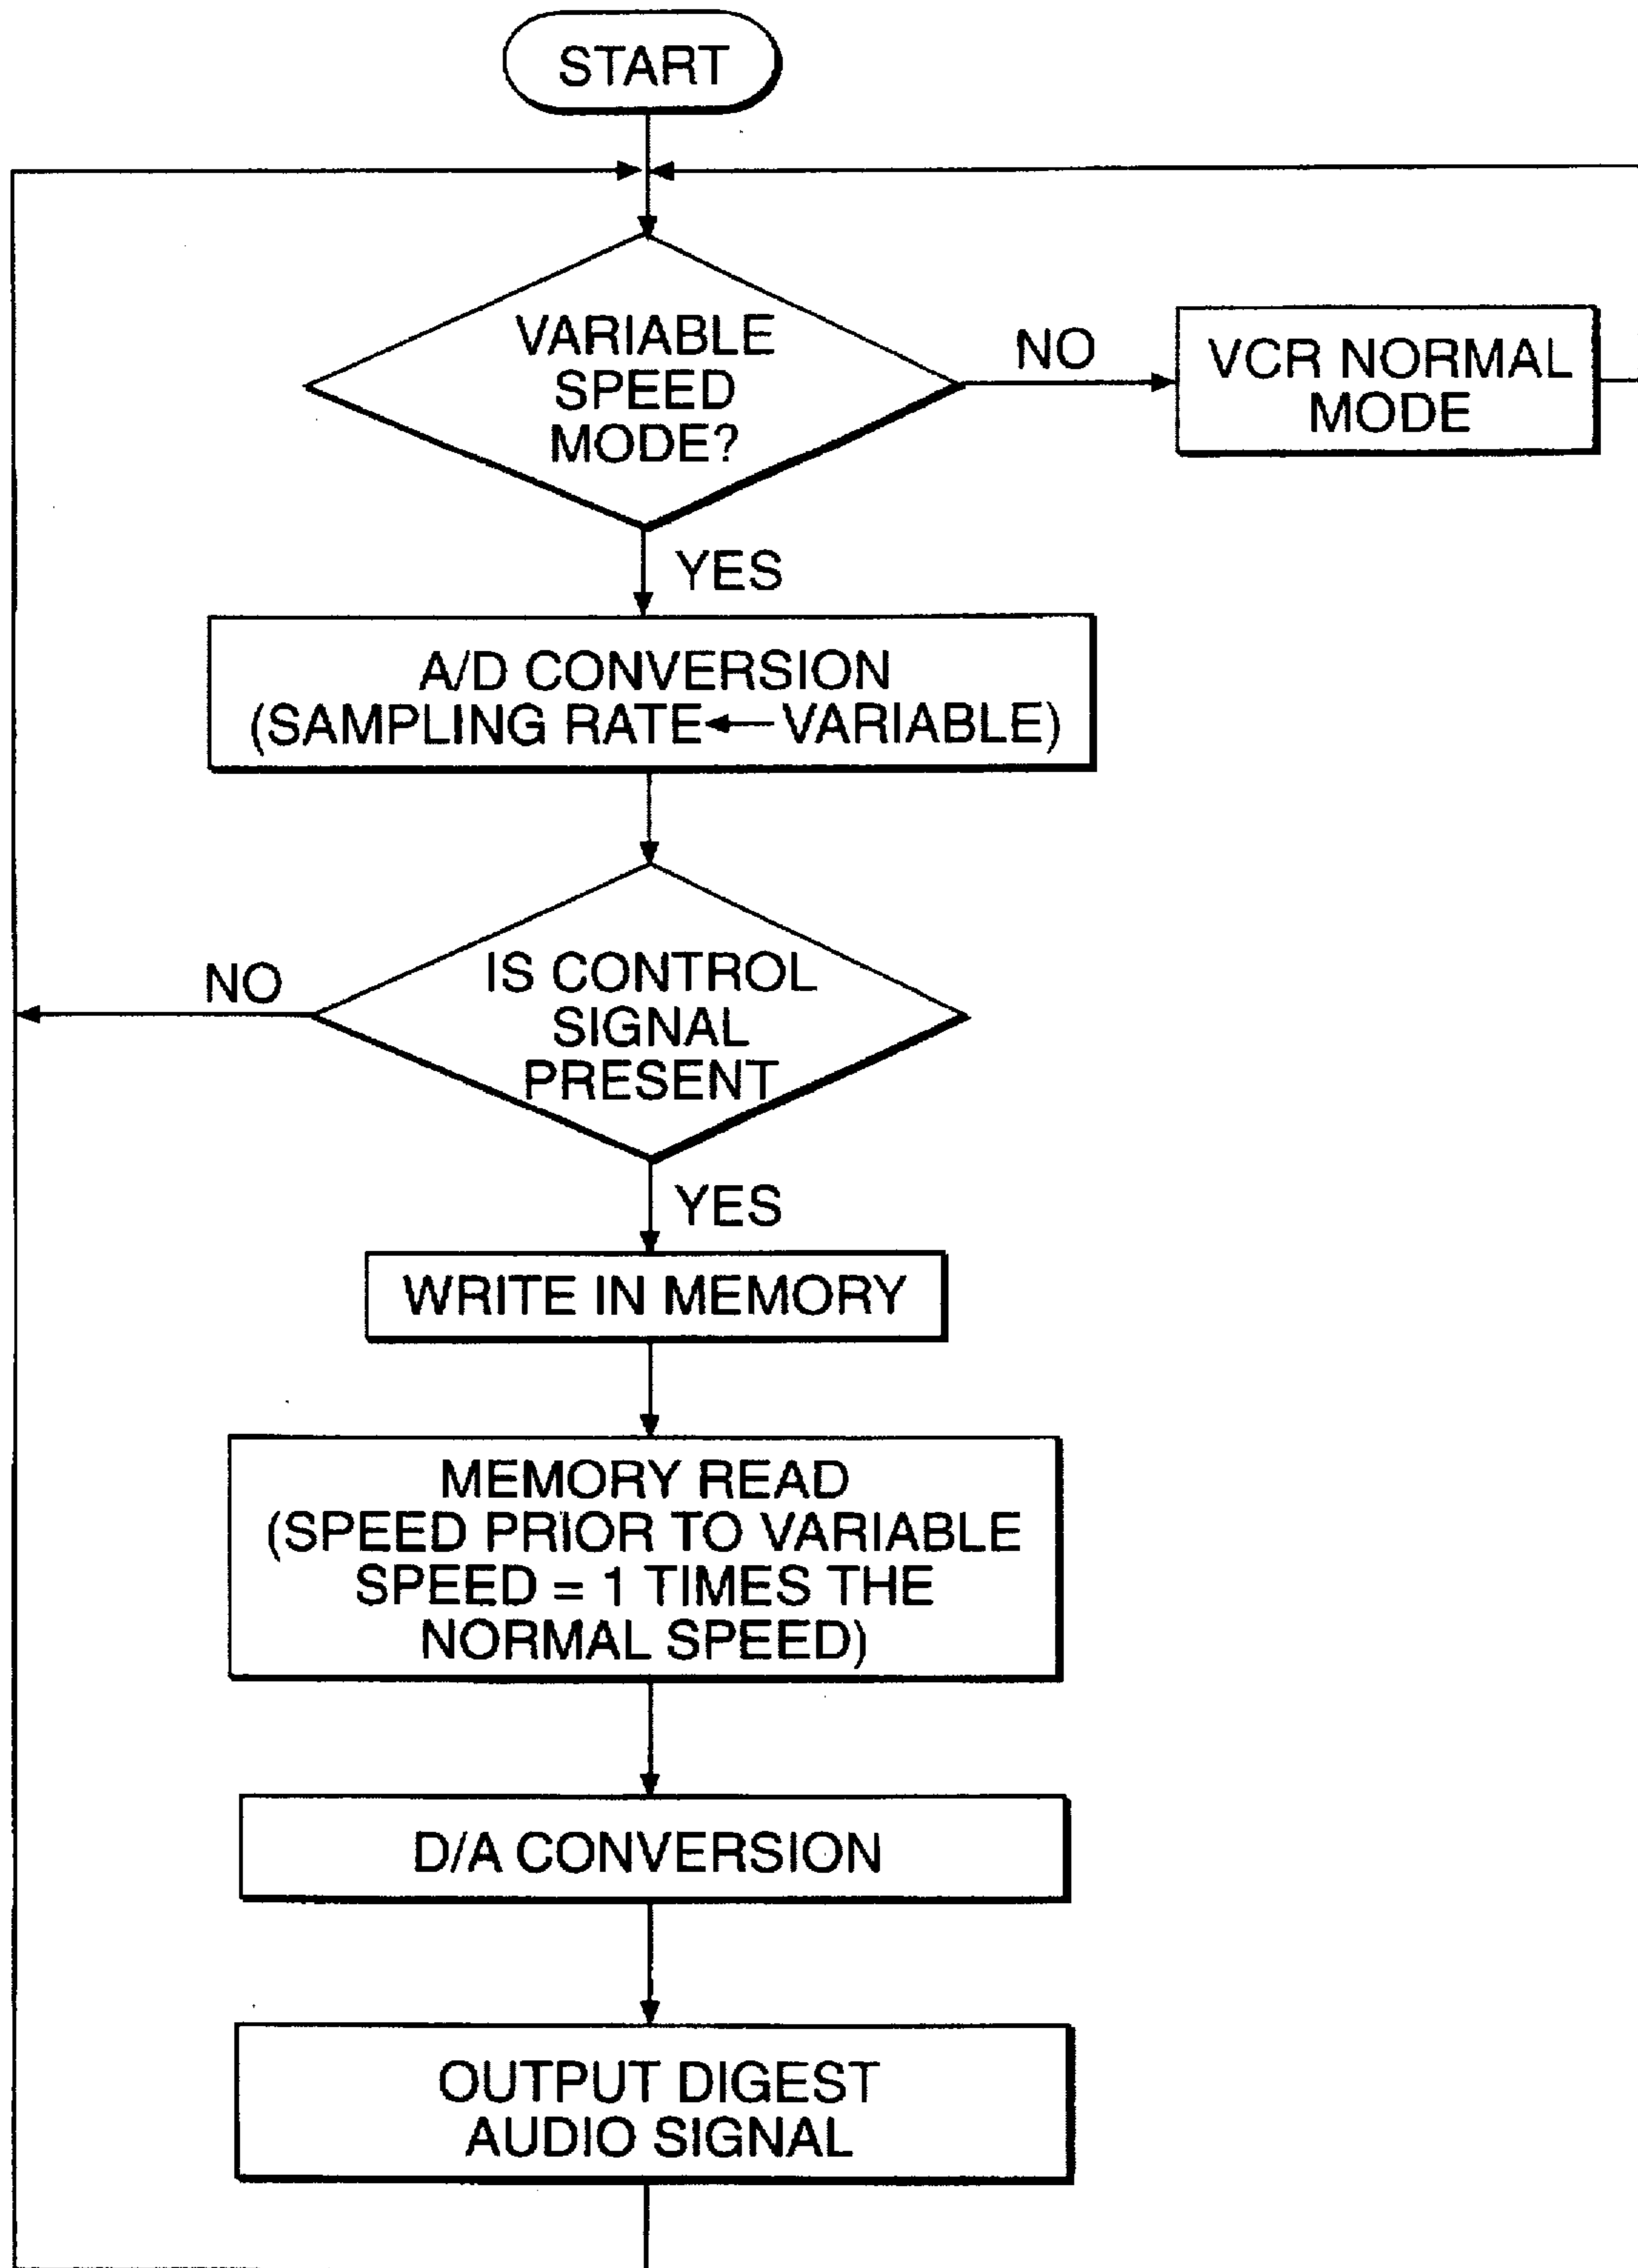 START
VARIABLE
SPEED
MODE?
NO
VCR NORMAL
MODE
YES
A/D CONVERSION
(SAMPLING RATE←VARIABLE)
NO
IS CONTROL
SIGNAL
PRESENT
YES
WRITE IN MEMORY
MEMORY READ
(SPEED PRIOR TO VARIABLE
SPEED = 1 TIMES THE
NORMAL SPEED)
D/A CONVERSION
OUTPUT DIGEST
AUDIO SIGNAL